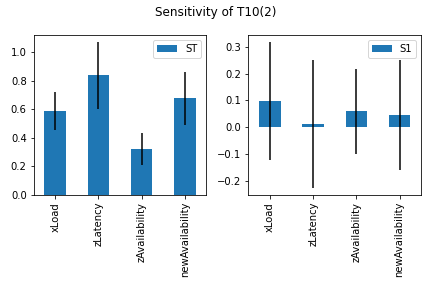 Sensitivity of T10(2)
ST
1.0
0.8
0.6
0.4
0.2
0.0
xLoad
zLatency
zAvailability
newAvailability
S1
0.3
0.2
0.1
0.0
−0.1
−0.2
xLoad
zLatency
zAvailability
newAvailability